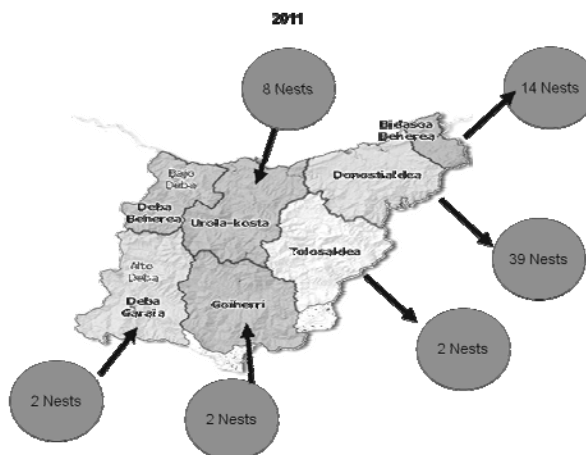 2011
8 Nests
14 Nests
Bidasoa
Beherea
Bajo
Deba
Donostialdea
Deba
Beherea
Urola-kosta
Tolosaldea
39 Nests
Alto
Deba
Deba
Garaia
Goiherri
2 Nests
2 Nests
2 Nests